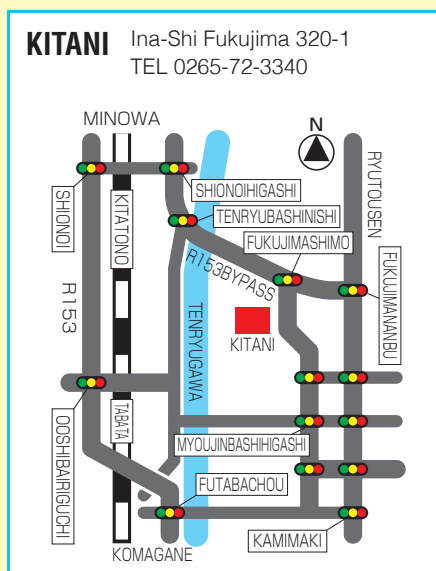 KITANI
Ina-Shi Fukujima 320-1
TEL 0265-72-3340
MINOWA
N
SHIONOI
KITATONO
SHIONOIHIGASHI
TENRYUBASHINISHI
FUKUJIMASHIMO
RYUTOUSEN
FUKUJIMANANBU
R153
R153BYPASS
TENRYUGAWA
KITANI
OOSHIBAIRIGUCHI
TABATA
MYOUJINBASHIHIGASHI
FUTABACHOU
KAMIMAKI
KOMAGANE